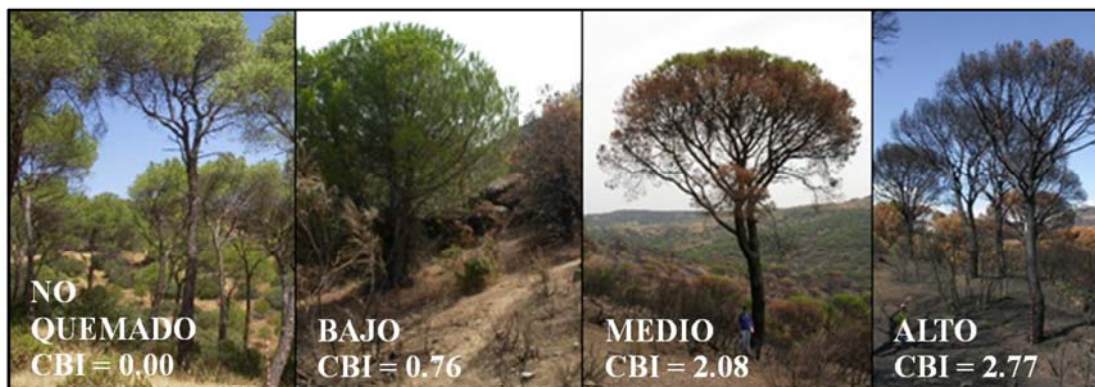 NO
QUEMADO
CBI = 0.00
BAJO
CBI = 0.76
MEDIO
CBI = 2.08
ALTO
CBI = 2.77